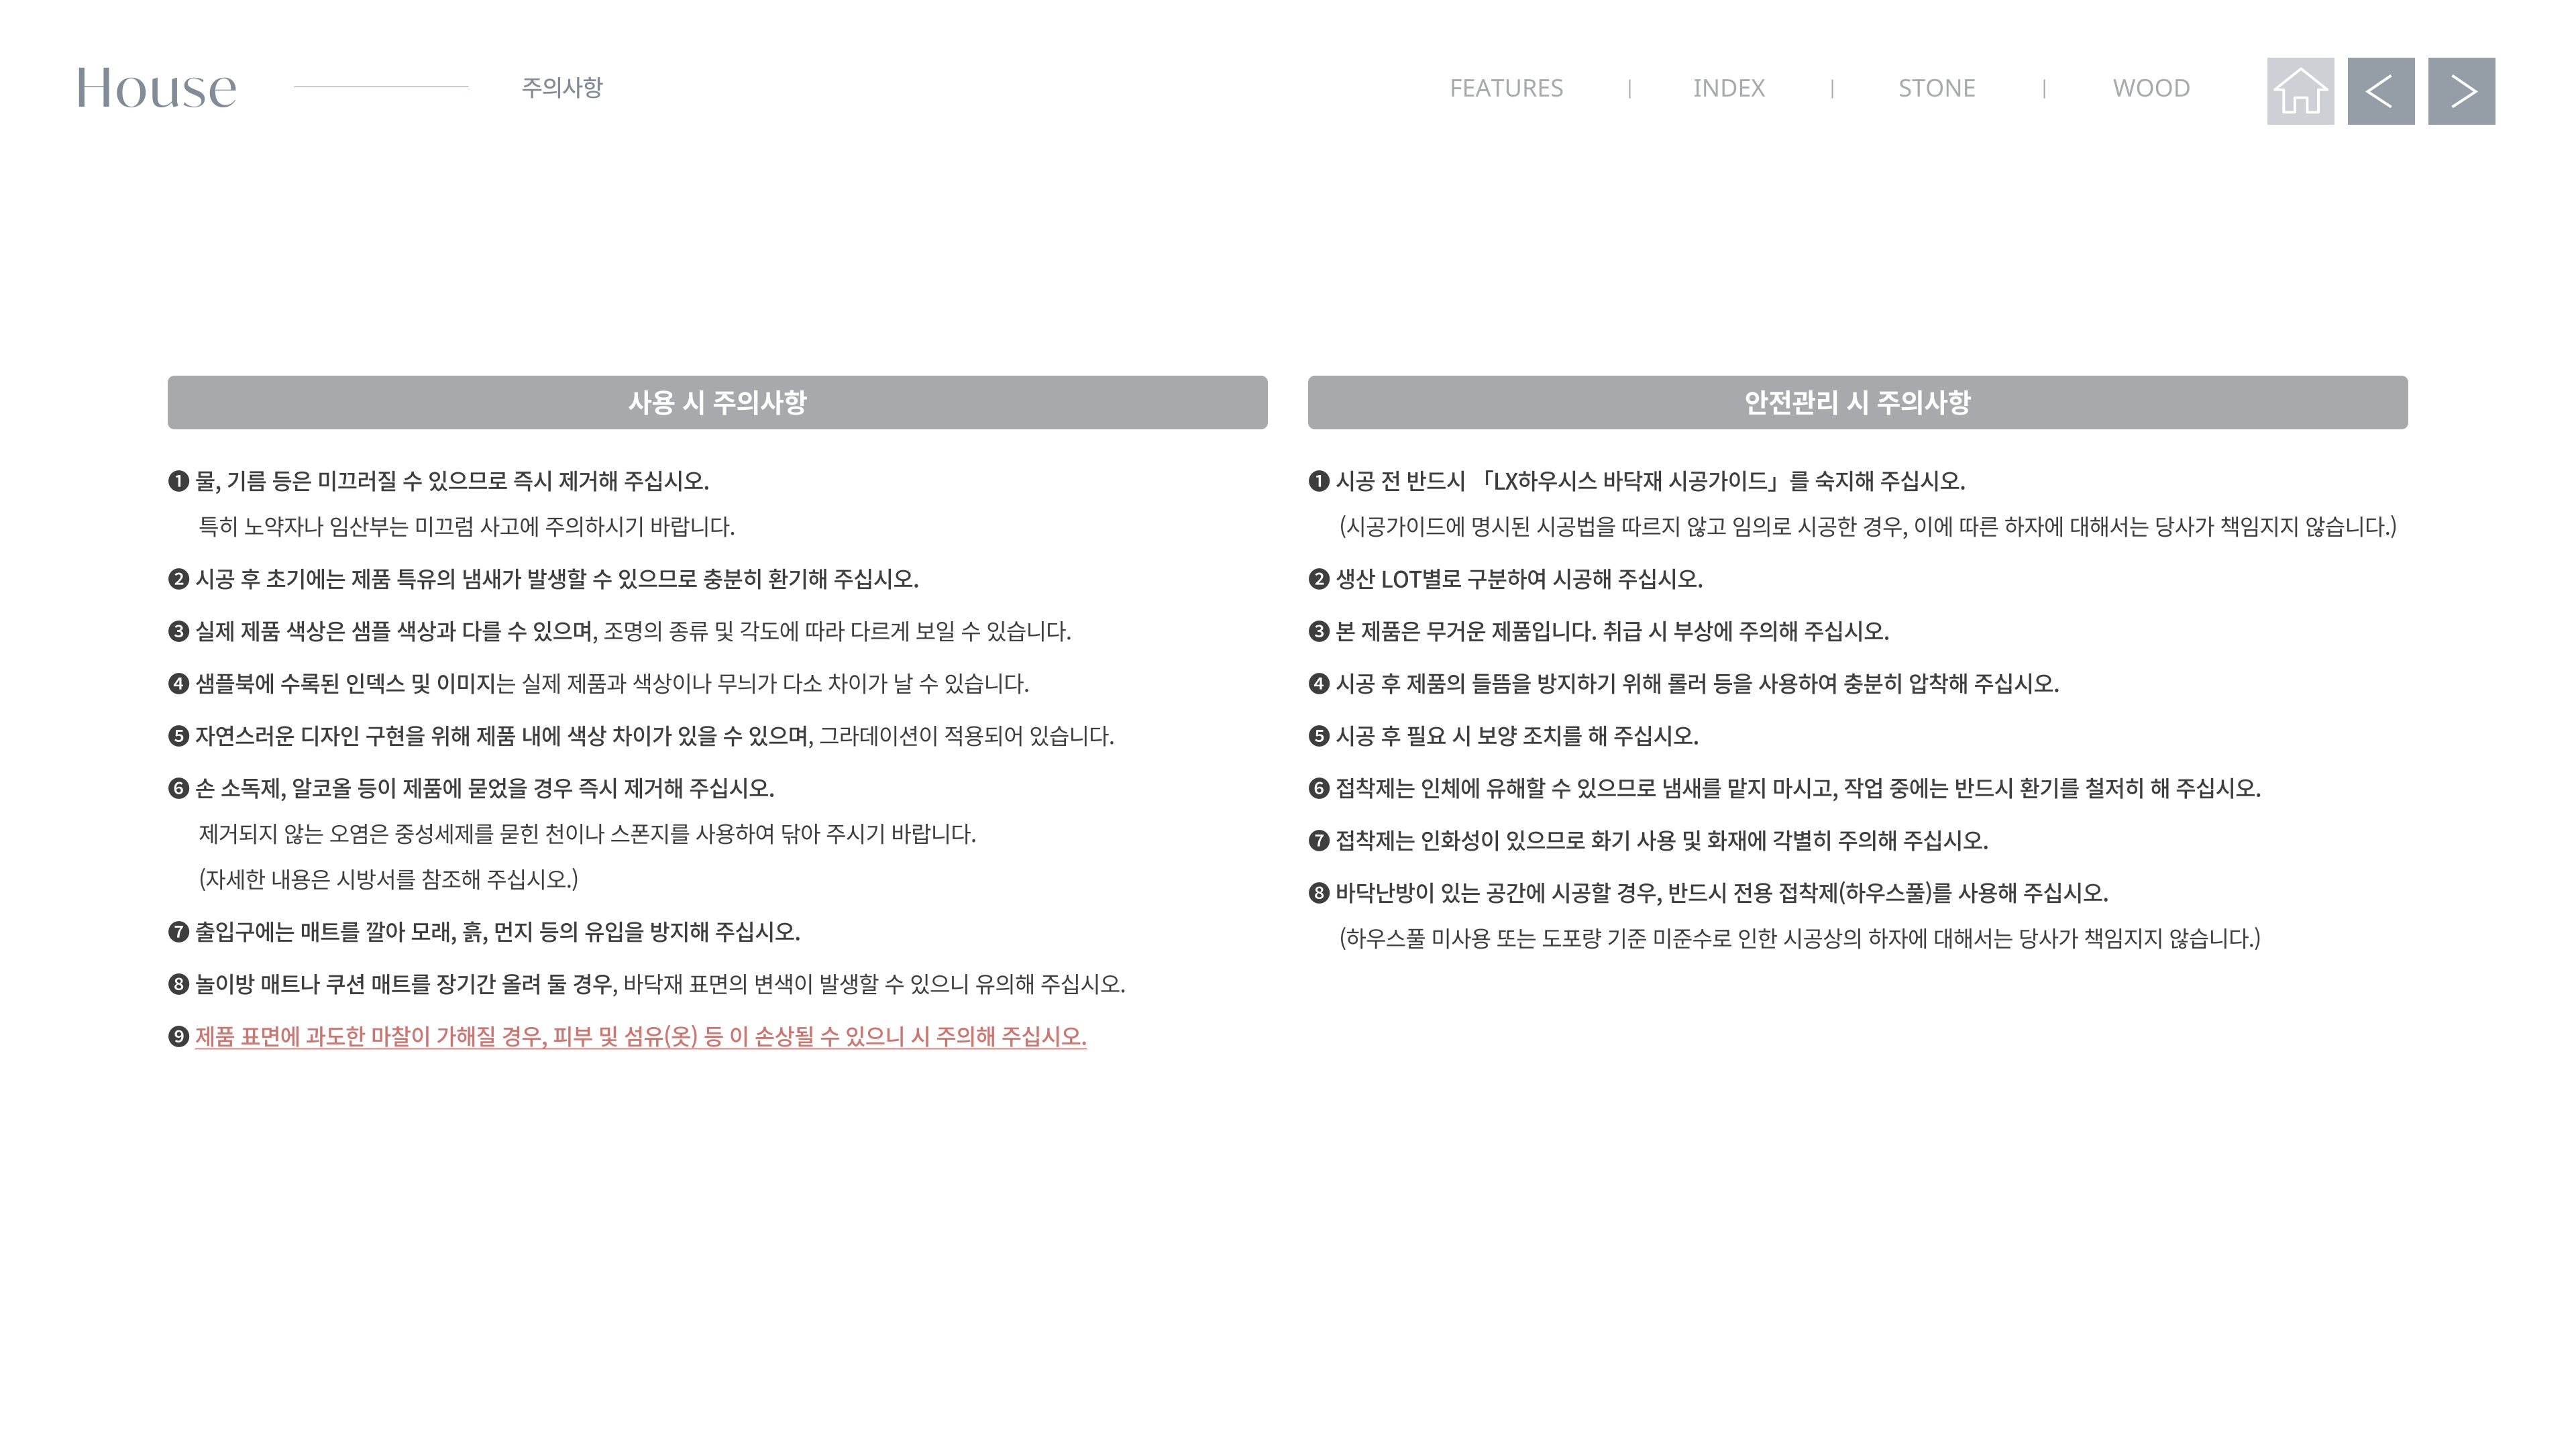 House
주의사항
FEATURES | INDEX | STONE | WOOD
사용 시 주의사항
❶ 물, 기름 등은 미끄러질 수 있으므로 즉시 제거해 주십시오.
특히 노약자나 임산부는 미끄럼 사고에 주의하시기 바랍니다.
❷ 시공 후 초기에는 제품 특유의 냄새가 발생할 수 있으므로 충분히 환기해 주십시오.
❸ 실제 제품 색상은 샘플 색상과 다를 수 있으며, 조명의 종류 및 각도에 따라 다르게 보일 수 있습니다.
❹ 샘플북에 수록된 인덱스 및 이미지는 실제 제품과 색상이나 무늬가 다소 차이가 날 수 있습니다.
❺ 자연스러운 디자인 구현을 위해 제품 내에 색상 차이가 있을 수 있으며, 그라데이션이 적용되어 있습니다.
❻ 손 소독제, 알코올 등이 제품에 묻었을 경우 즉시 제거해 주십시오.
제거되지 않는 오염은 중성세제를 묻힌 천이나 스폰지를 사용하여 닦아 주시기 바랍니다.
(자세한 내용은 시방서를 참조해 주십시오.)
❼ 출입구에는 매트를 깔아 모래, 흙, 먼지 등의 유입을 방지해 주십시오.
❽ 놀이방 매트나 쿠션 매트를 장기간 올려 둘 경우, 바닥재 표면의 변색이 발생할 수 있으니 유의해 주십시오.
❾ 제품 표면에 과도한 마찰이 가해질 경우, 피부 및 섬유(옷) 등 이 손상될 수 있으니 시 주의해 주십시오.
안전관리 시 주의사항
❶ 시공 전 반드시 「LX하우시스 바닥재 시공가이드」를 숙지해 주십시오.
(시공가이드에 명시된 시공법을 따르지 않고 임의로 시공한 경우, 이에 따른 하자에 대해서는 당사가 책임지지 않습니다.)
❷ 생산 LOT별로 구분하여 시공해 주십시오.
❸ 본 제품은 무거운 제품입니다. 취급 시 부상에 주의해 주십시오.
❹ 시공 후 제품의 들뜸을 방지하기 위해 롤러 등을 사용하여 충분히 압착해 주십시오.
❺ 시공 후 필요 시 보양 조치를 해 주십시오.
❻ 접착제는 인체에 유해할 수 있으므로 냄새를 맡지 마시고, 작업 중에는 반드시 환기를 철저히 해 주십시오.
❼ 접착제는 인화성이 있으므로 화기 사용 및 화재에 각별히 주의해 주십시오.
❽ 바닥난방이 있는 공간에 시공할 경우, 반드시 전용 접착제(하우스풀)를 사용해 주십시오.
(하우스풀 미사용 또는 도포량 기준 미준수로 인한 시공상의 하자에 대해서는 당사가 책임지지 않습니다.)